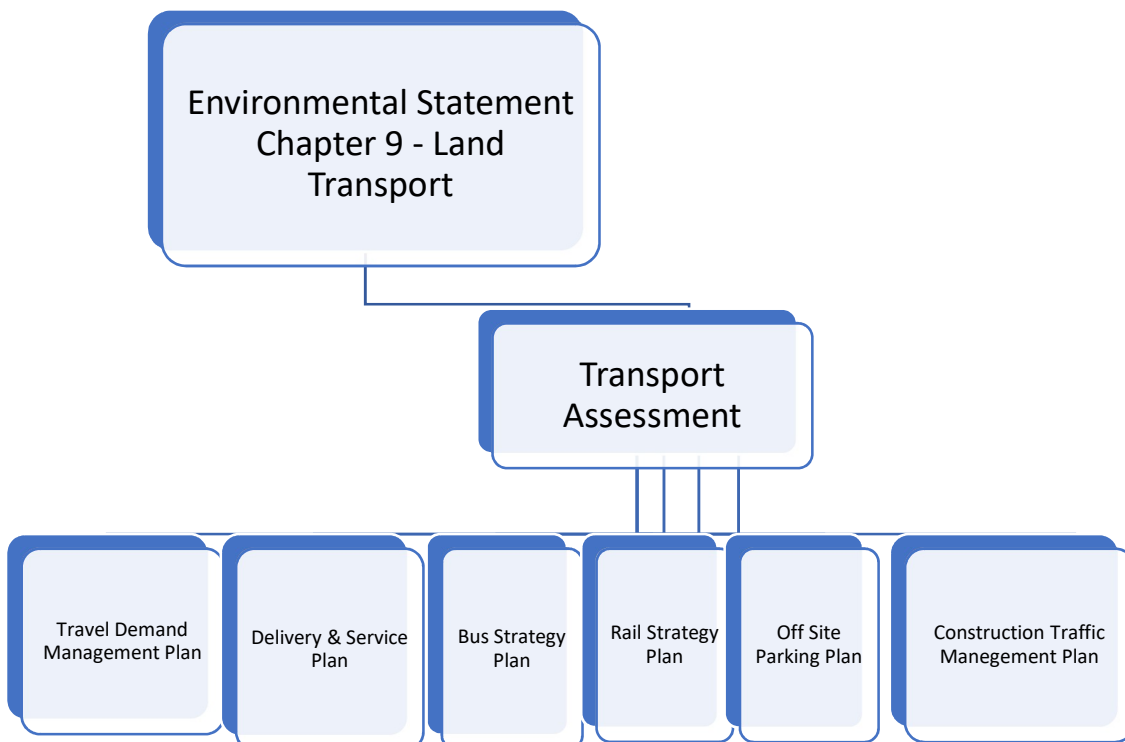 Environmental Statement
Chapter 9 - Land
Transport
Transport
Assessment
Travel Demand
Management Plan
Delivery & Service
Plan
Bus Strategy
Plan
Rail Strategy
Plan
Off Site
Parking Plan
Construction Traffic
Manegement Plan